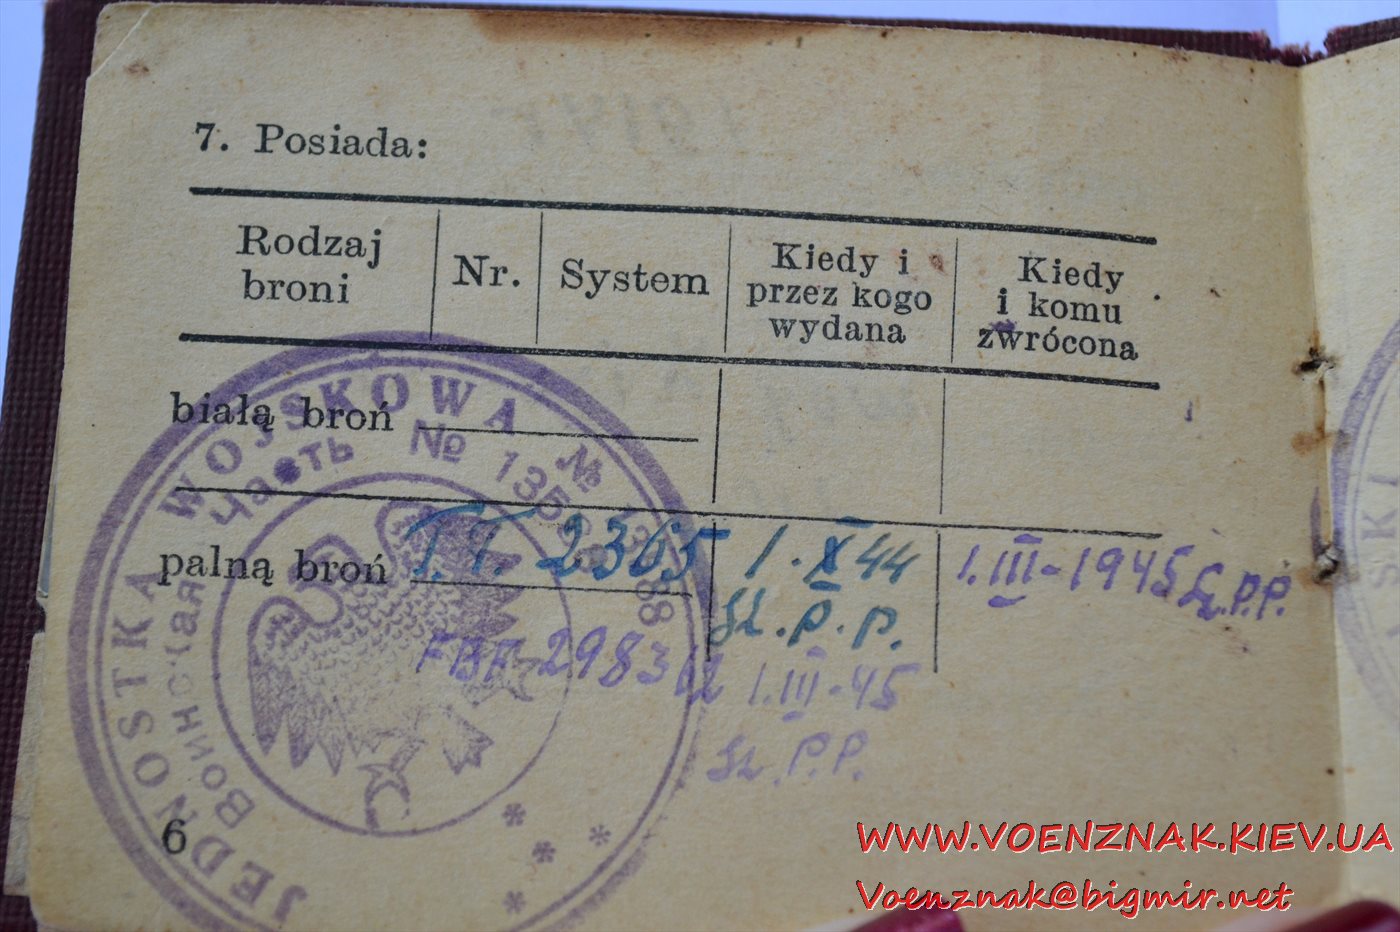 7. Posiada:
Rodzaj broni
Nr.
System
Kiedy i przez kogo wydana
Kiedy i komu zwrócona
białą broń
palną broń T.T. 2365 1.X 44 1.III-1945 P.P.
P. P.
298312 1.III-45
P.P.
JEDNOSTKA WOJSKOWA №
часть № 135
6
WWW.VOENZNAK.KIEV.UA
Voenznak@bigmir.net